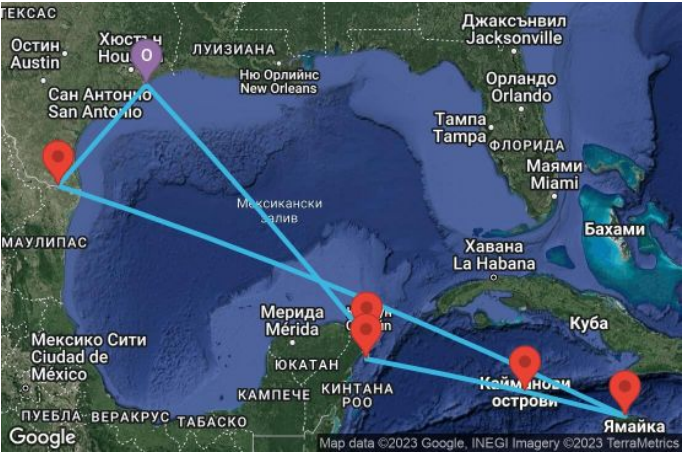 ТЕКСАС
Джаксънвил
Jacksonville
Остин
Austin
O
ЛУИЗИАНА
Ню Орлийнс
New Orleans
Орландо
Orlando
Сан Антонио
San Antonio
Тампа
Tampa
ФЛОРИДА
Маями
Miami
Мексикански
залив
Бахами
МАУЛИПАС
Хавана
La Habana
Мерида
Mérida
Куба
Мексико Сити
Ciudad de
México
ЮКАТАН
Кайманови
острови
КАМПЕЧЕ
КИНТАНА
РОО
ПУЕБЛА
ВЕРАКРУС
ТАБАСКО
Ямайка
Google
Map data ©2023 Google, INEGI Imagery ©2023 TerraMetrics